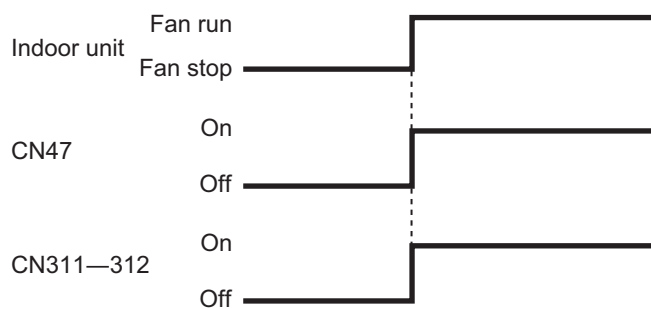 Fan run
Indoor unit
Fan stop
On
CN47
Off
On
CN311—312
Off